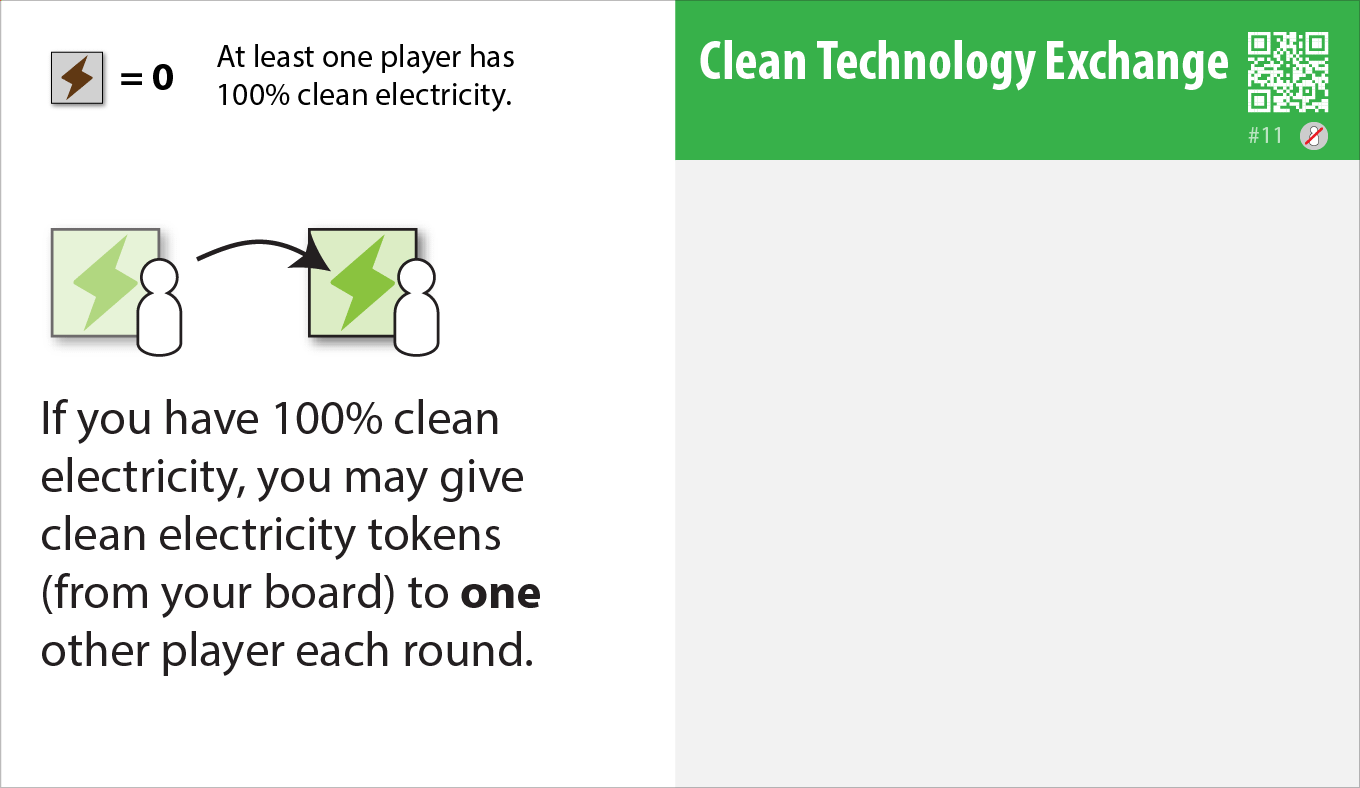 = 0
At least one player has
100% clean electricity.
If you have 100% clean
electricity, you may give
clean electricity tokens
(from your board) to one
other player each round.
Clean Technology Exchange
#11